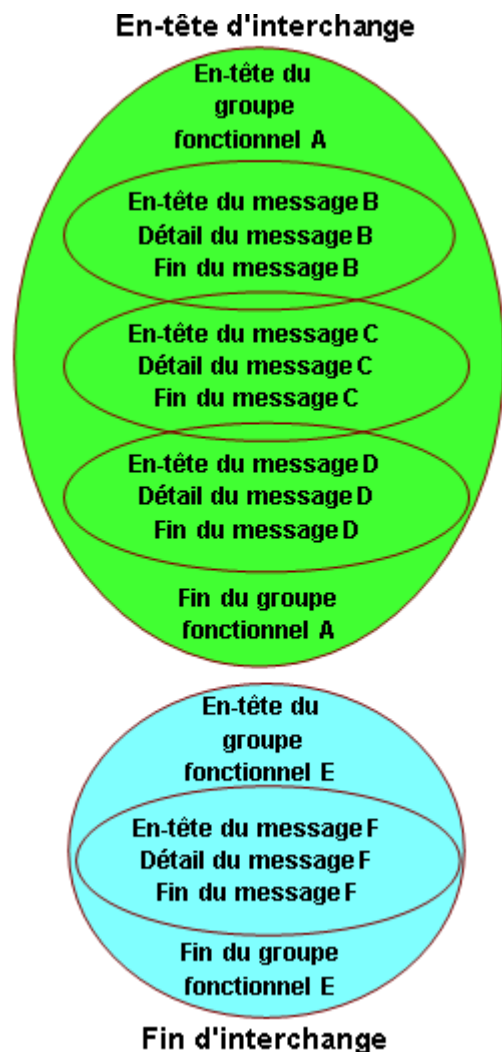 En-tête d'interchange
En-tête du
groupe
fonctionnel A
En-tête du message B
Détail du message B
Fin du message B
En-tête du message C
Détail du message C
Fin du message C
En-tête du message D
Détail du message D
Fin du message D
Fin du groupe
fonctionnel A
En-tête du
groupe
fonctionnel E
En-tête du message F
Détail du message F
Fin du message F
Fin du groupe
fonctionnel E
Fin d'interchange